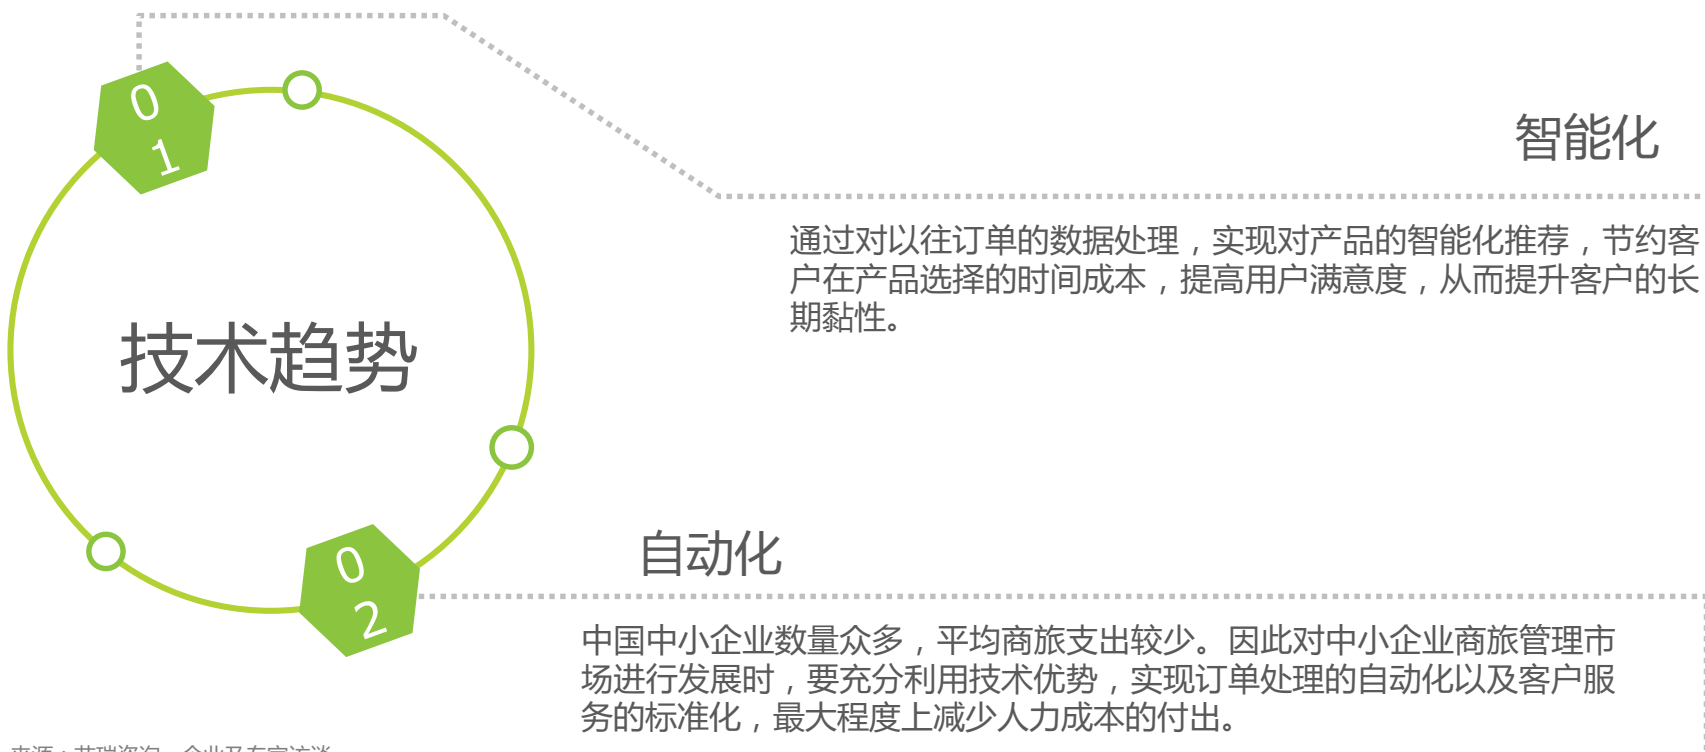 01
智能化
通过对以往订单的数据处理，实现对产品的智能化推荐，节约客
户在产品选择的时间成本，提高用户满意度，从而提升客户的长
期黏性。
技术趋势
02
自动化
中国中小企业数量众多，平均商旅支出较少。因此对中小企业商旅管理市
场进行发展时，要充分利用技术优势，实现订单处理的自动化以及客户服
务的标准化，最大程度上减少人力成本的付出。